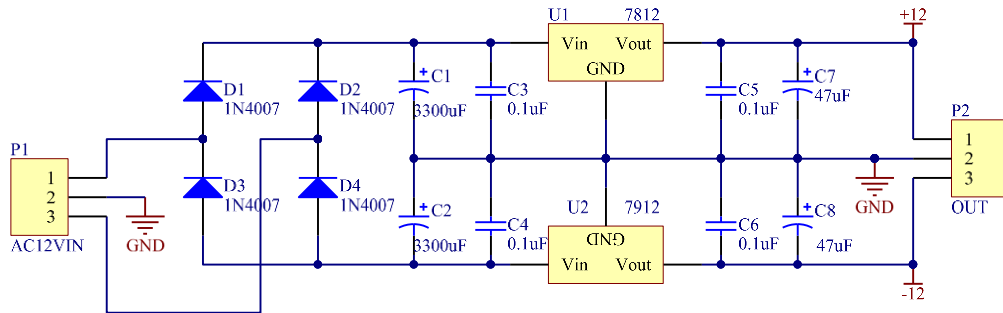 U1 7812 +12
Vin Vout
GND
D1
1N4007
D2
1N4007
+ C1
3300uF
C3
0.1uF
C5
0.1uF
+ C7
47uF
P1
1
2
3
AC12VIN
GND
D3
1N4007
D4
1N4007
+ C2
3300uF
C4
0.1uF
U2 7912
GND
Vin Vout
C6
0.1uF
+ C8
47uF
GND
P2
1
2
3
OUT
-12